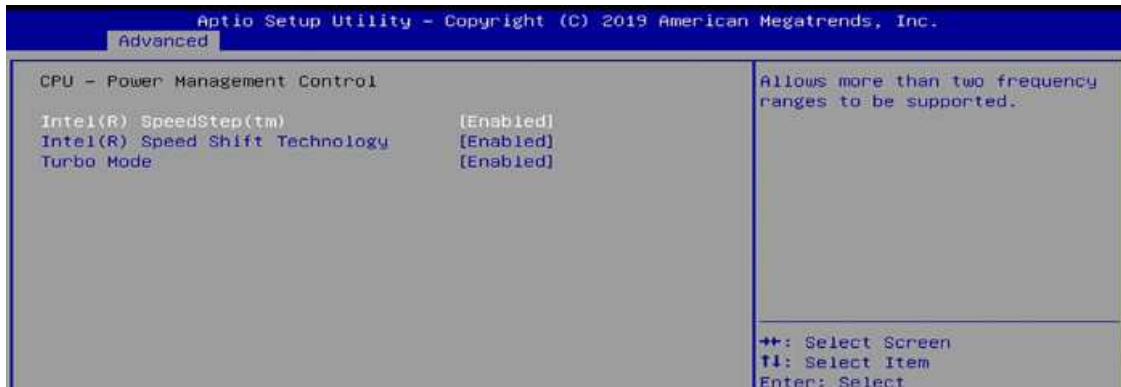 Aptio Setup Utility – Copyright (C) 2019 American Megatrends, Inc.
Advanced
CPU – Power Management Control
Intel(R) SpeedStep(tm) [Enabled]
Intel(R) Speed Shift Technology [Enabled]
Turbo Mode [Enabled]
Allows more than two frequency
ranges to be supported.
→←: Select Screen
↑↓: Select Item
Enter: Select